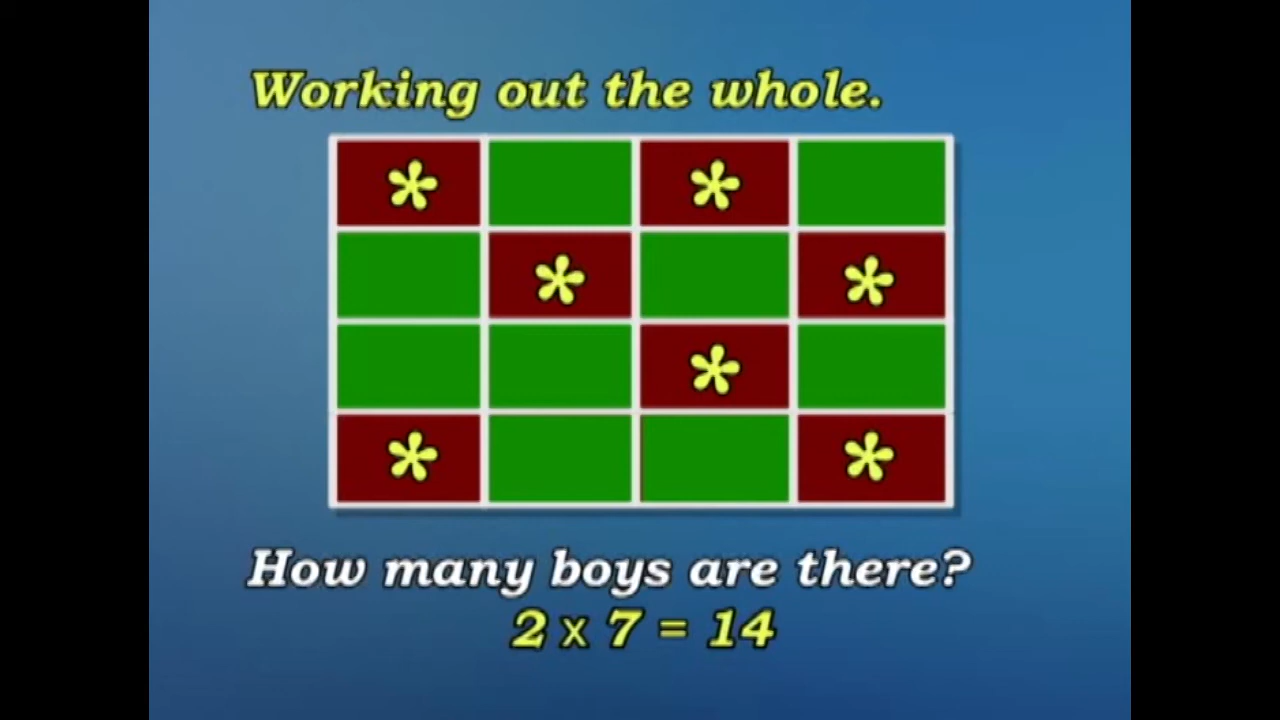 Working out the whole.
* *
* *
*
* *
How many boys are there?
2 x 7 = 14